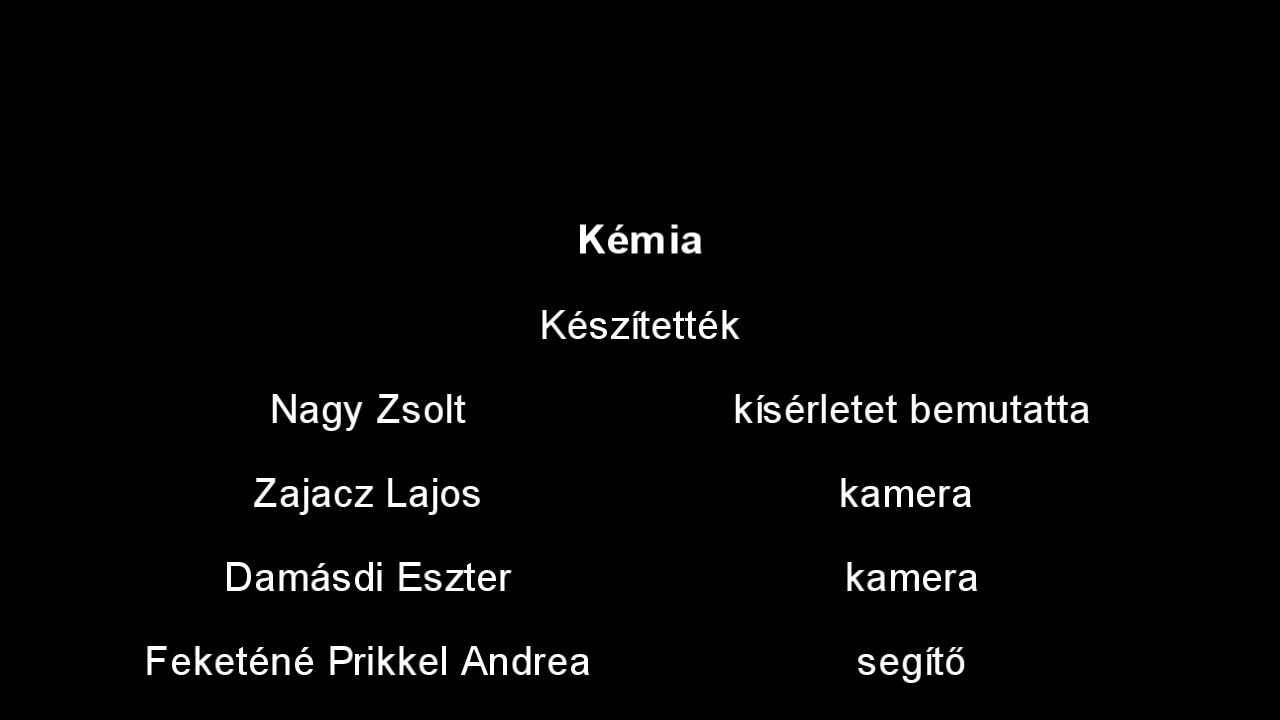 Kémia
Készítették
Nagy Zsolt kísérletet bemutatta
Zajacz Lajos kamera
Damásdi Eszter kamera
Feketéné Prikkel Andrea segítő